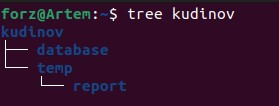 forz@Artem:~$ tree kudinov
kudinov
├── database
└── temp
    └── report